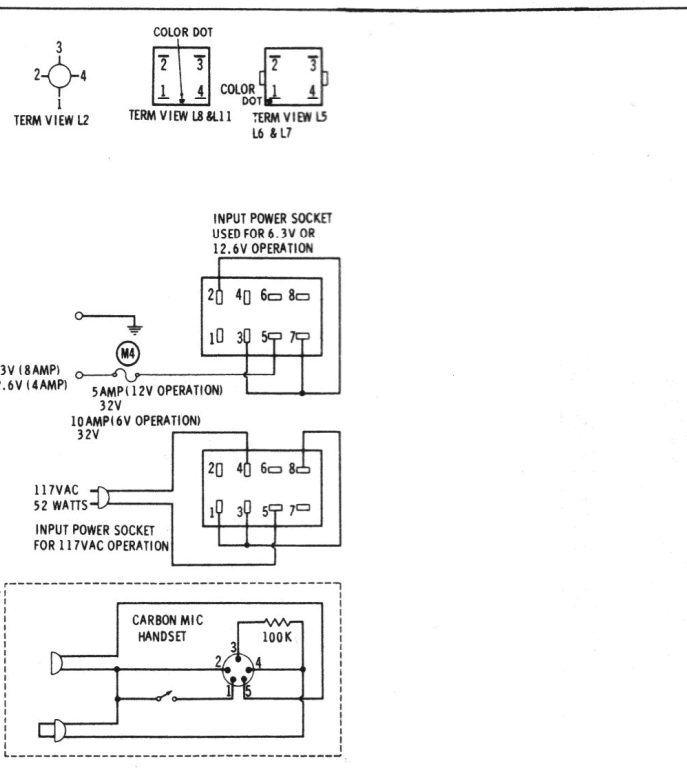 3
2 4
1
TERM VIEW L2
COLOR DOT
2 3
1 4
TERM VIEW L8 & L11
2 3
COLOR DOT
1 4
TERM VIEW L5
L6 & L7
INPUT POWER SOCKET
USED FOR 6.3V OR
12.6V OPERATION
2 4 6 8
1 3 5 7
M4
3V (8AMP)
.6V (4AMP)
5AMP(12V OPERATION)
32V
10AMP(6V OPERATION)
32V
2 4 6 8
1 3 5 7
117VAC
52 WATTS
INPUT POWER SOCKET
FOR 117VAC OPERATION
CARBON MIC
HANDSET
100K
3
2 4
1 5